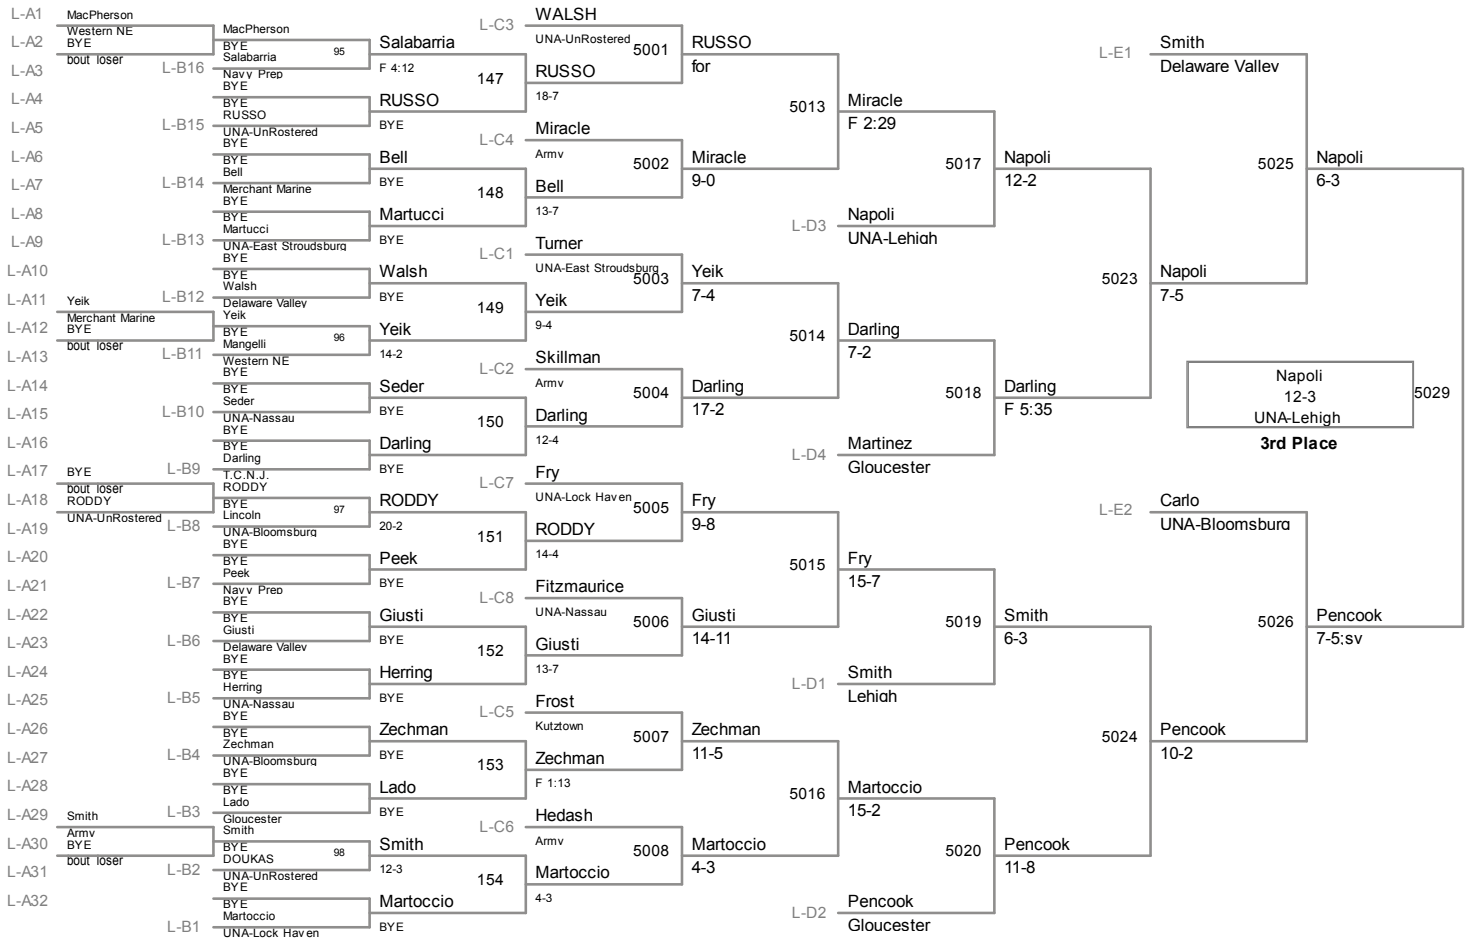 L-A1
L-A2
L-A3
L-A4
L-A5
L-A6
L-A7
L-A8
L-A9
L-A10
L-A11
L-A12
L-A13
L-A14
L-A15
L-A16
L-A17
L-A18
L-A19
L-A20
L-A21
L-A22
L-A23
L-A24
L-A25
L-A26
L-A27
L-A28
L-A29
L-A30
L-A31
L-A32
MacPherson
Western NE
BYE
bout loser
Yeik
Merchant Marine
BYE
bout loser
BYE
bout loser
RODDY
UNA-UnRostered
Smith
Army
BYE
bout loser
L-B16
L-B15
L-B14
L-B13
L-B12
L-B11
L-B10
L-B9
L-B8
L-B7
L-B6
L-B5
L-B4
L-B3
L-B2
L-B1
MacPherson
BYE
95
Salabarria
Navy Prep
BYE
BYE
RUSSO
UNA-UnRostered
BYE
BYE
Bell
Merchant Marine
BYE
BYE
Martucci
UNA-East Stroudsburg
BYE
BYE
Walsh
Delaware Valley
Yeik
BYE
96
Mangelli
Western NE
BYE
BYE
Seder
UNA-Nassau
BYE
BYE
Darling
T.C.N.J.
RODDY
BYE
97
Lincoln
UNA-Bloomsburg
BYE
BYE
Peek
Navy Prep
BYE
BYE
Giusti
Delaware Valley
BYE
BYE
Herring
UNA-Nassau
BYE
BYE
Zechman
UNA-Bloomsburg
BYE
BYE
Lado
Gloucester
Smith
BYE
98
DOUKAS
UNA-UnRostered
BYE
BYE
Martoccio
UNA-Lock Haven
Salabarria
F 4:12
147
RUSSO
BYE
Bell
BYE
148
Martucci
BYE
Walsh
BYE
149
Yeik
14-2
Seder
BYE
150
Darling
BYE
RODDY
20-2
151
Peek
BYE
Giusti
BYE
152
Herring
BYE
Zechman
BYE
153
Lado
BYE
Smith
12-3
154
Martoccio
BYE
L-C3
WALSH
UNA-UnRostered
5001
RUSSO
18-7
L-C4
Miracle
Army
5002
Bell
13-7
L-C1
Turner
UNA-East Stroudsburg
5003
Yeik
9-4
L-C2
Skillman
Army
5004
Darling
12-4
L-C7
Fry
UNA-Lock Haven
5005
RODDY
14-4
L-C8
Fitzmaurice
UNA-Nassau
5006
Giusti
13-7
L-C5
Frost
Kutztown
5007
Zechman
F 1:13
L-C6
Hedash
Army
5008
Martoccio
4-3
RUSSO
for
5013
Miracle
9-0
Yeik
7-4
5014
Darling
17-2
Fry
9-8
5015
Giusti
14-11
Zechman
11-5
5016
Martoccio
4-3
Miracle
F 2:29
5017
L-D3
Napoli
UNA-Lehigh
Darling
7-2
5018
L-D4
Martinez
Gloucester
Fry
15-7
5019
L-D1
Smith
Lehigh
Martoccio
15-2
5020
L-D2
Pencook
Gloucester
Napoli
12-2
5023
Darling
F 5:35
Smith
6-3
5024
Pencook
11-8
L-E1
Smith
Delaware Valley
5025
Napoli
7-5
L-E2
Carlo
UNA-Bloomsburg
5026
Pencook
10-2
Napoli
6-3
Pencook
7-5;sv
Napoli
12-3
UNA-Lehigh
5029
3rd Place